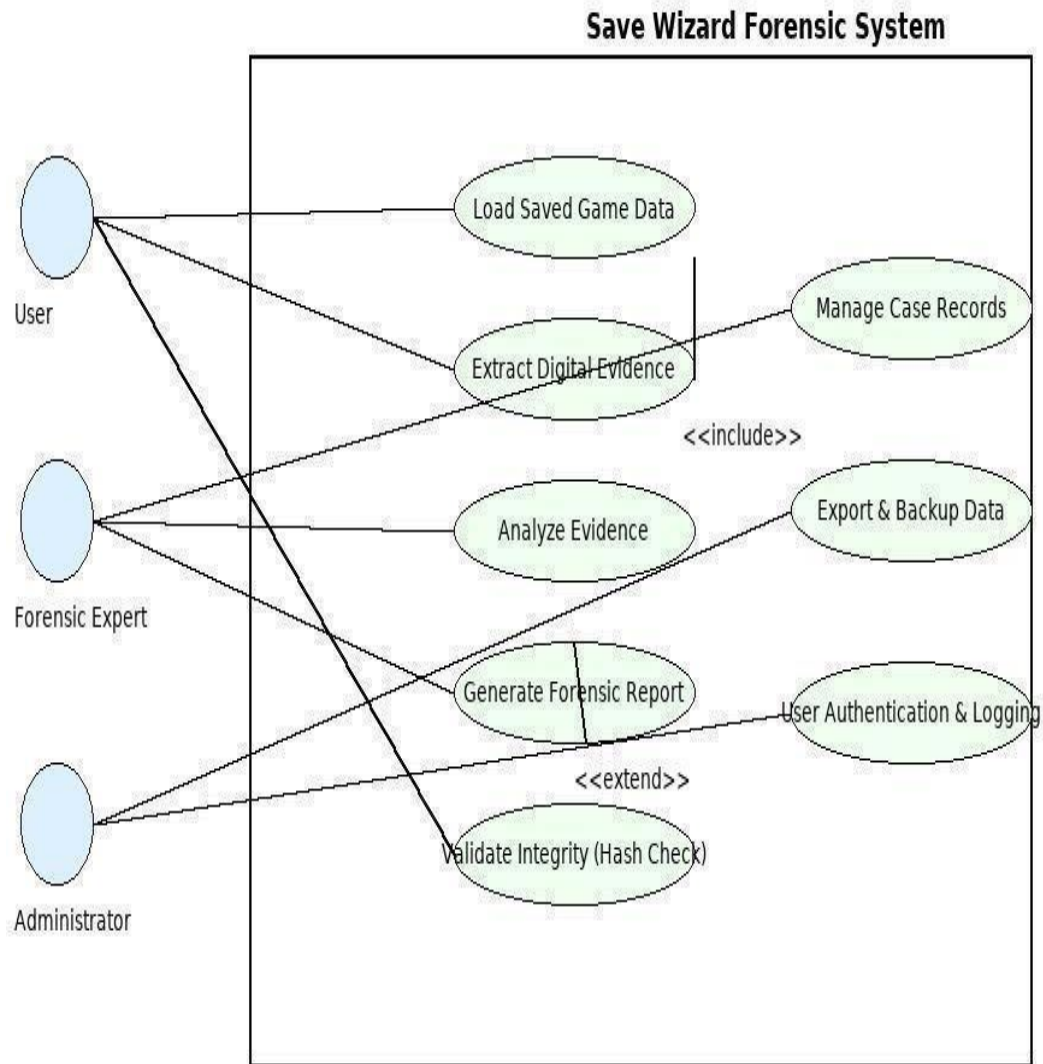 Save Wizard Forensic System
Load Saved Game Data
Manage Case Records
User
Extract Digital Evidence
<<include>>
Export & Backup Data
Analyze Evidence
Forensic Expert
Generate Forensic Report
User Authentication & Logging
<<extend>>
Validate Integrity (Hash Check)
Administrator